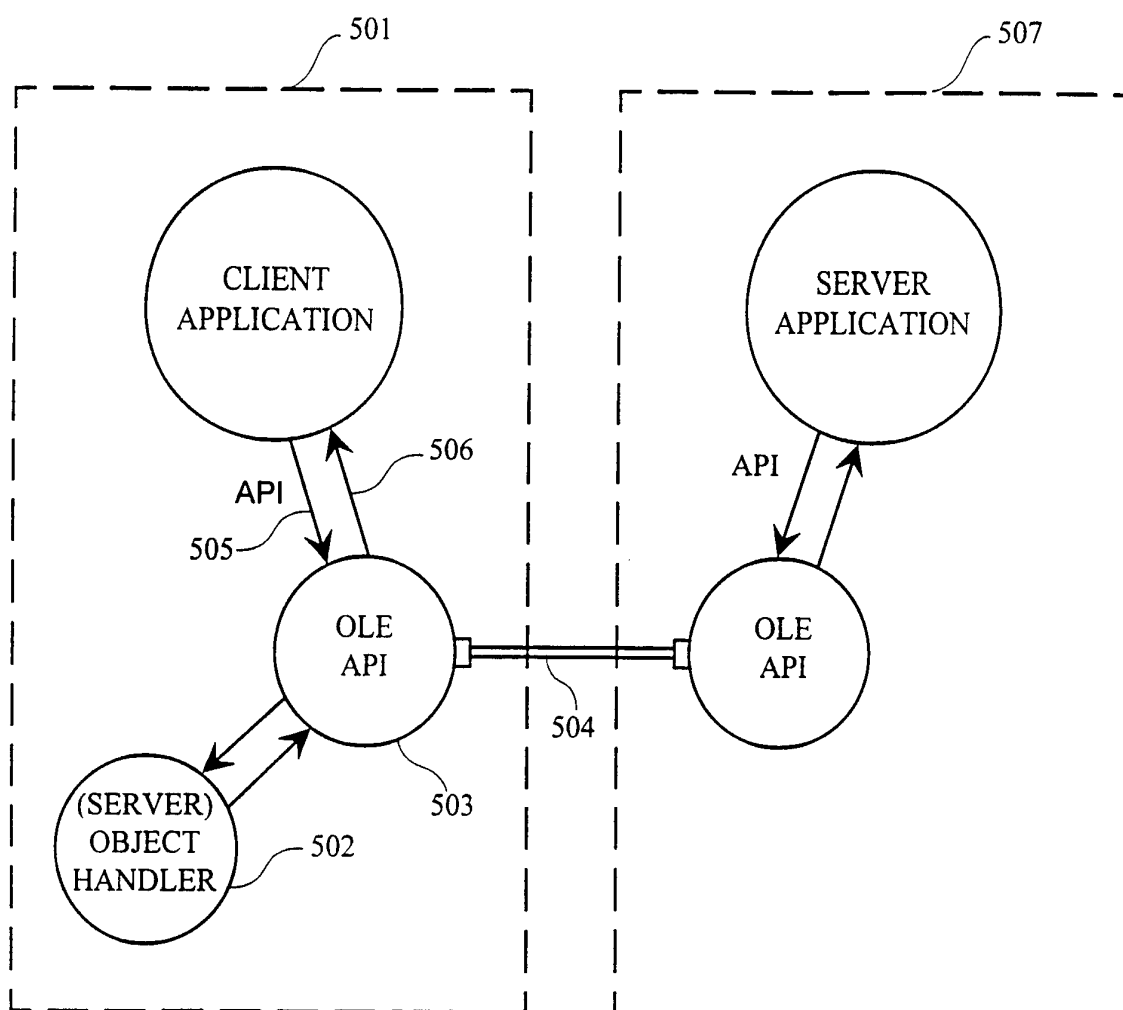 501
507
CLIENT
APPLICATION
SERVER
APPLICATION
506
API
505
API
OLE
API
OLE
API
504
503
(SERVER)
OBJECT
HANDLER
502